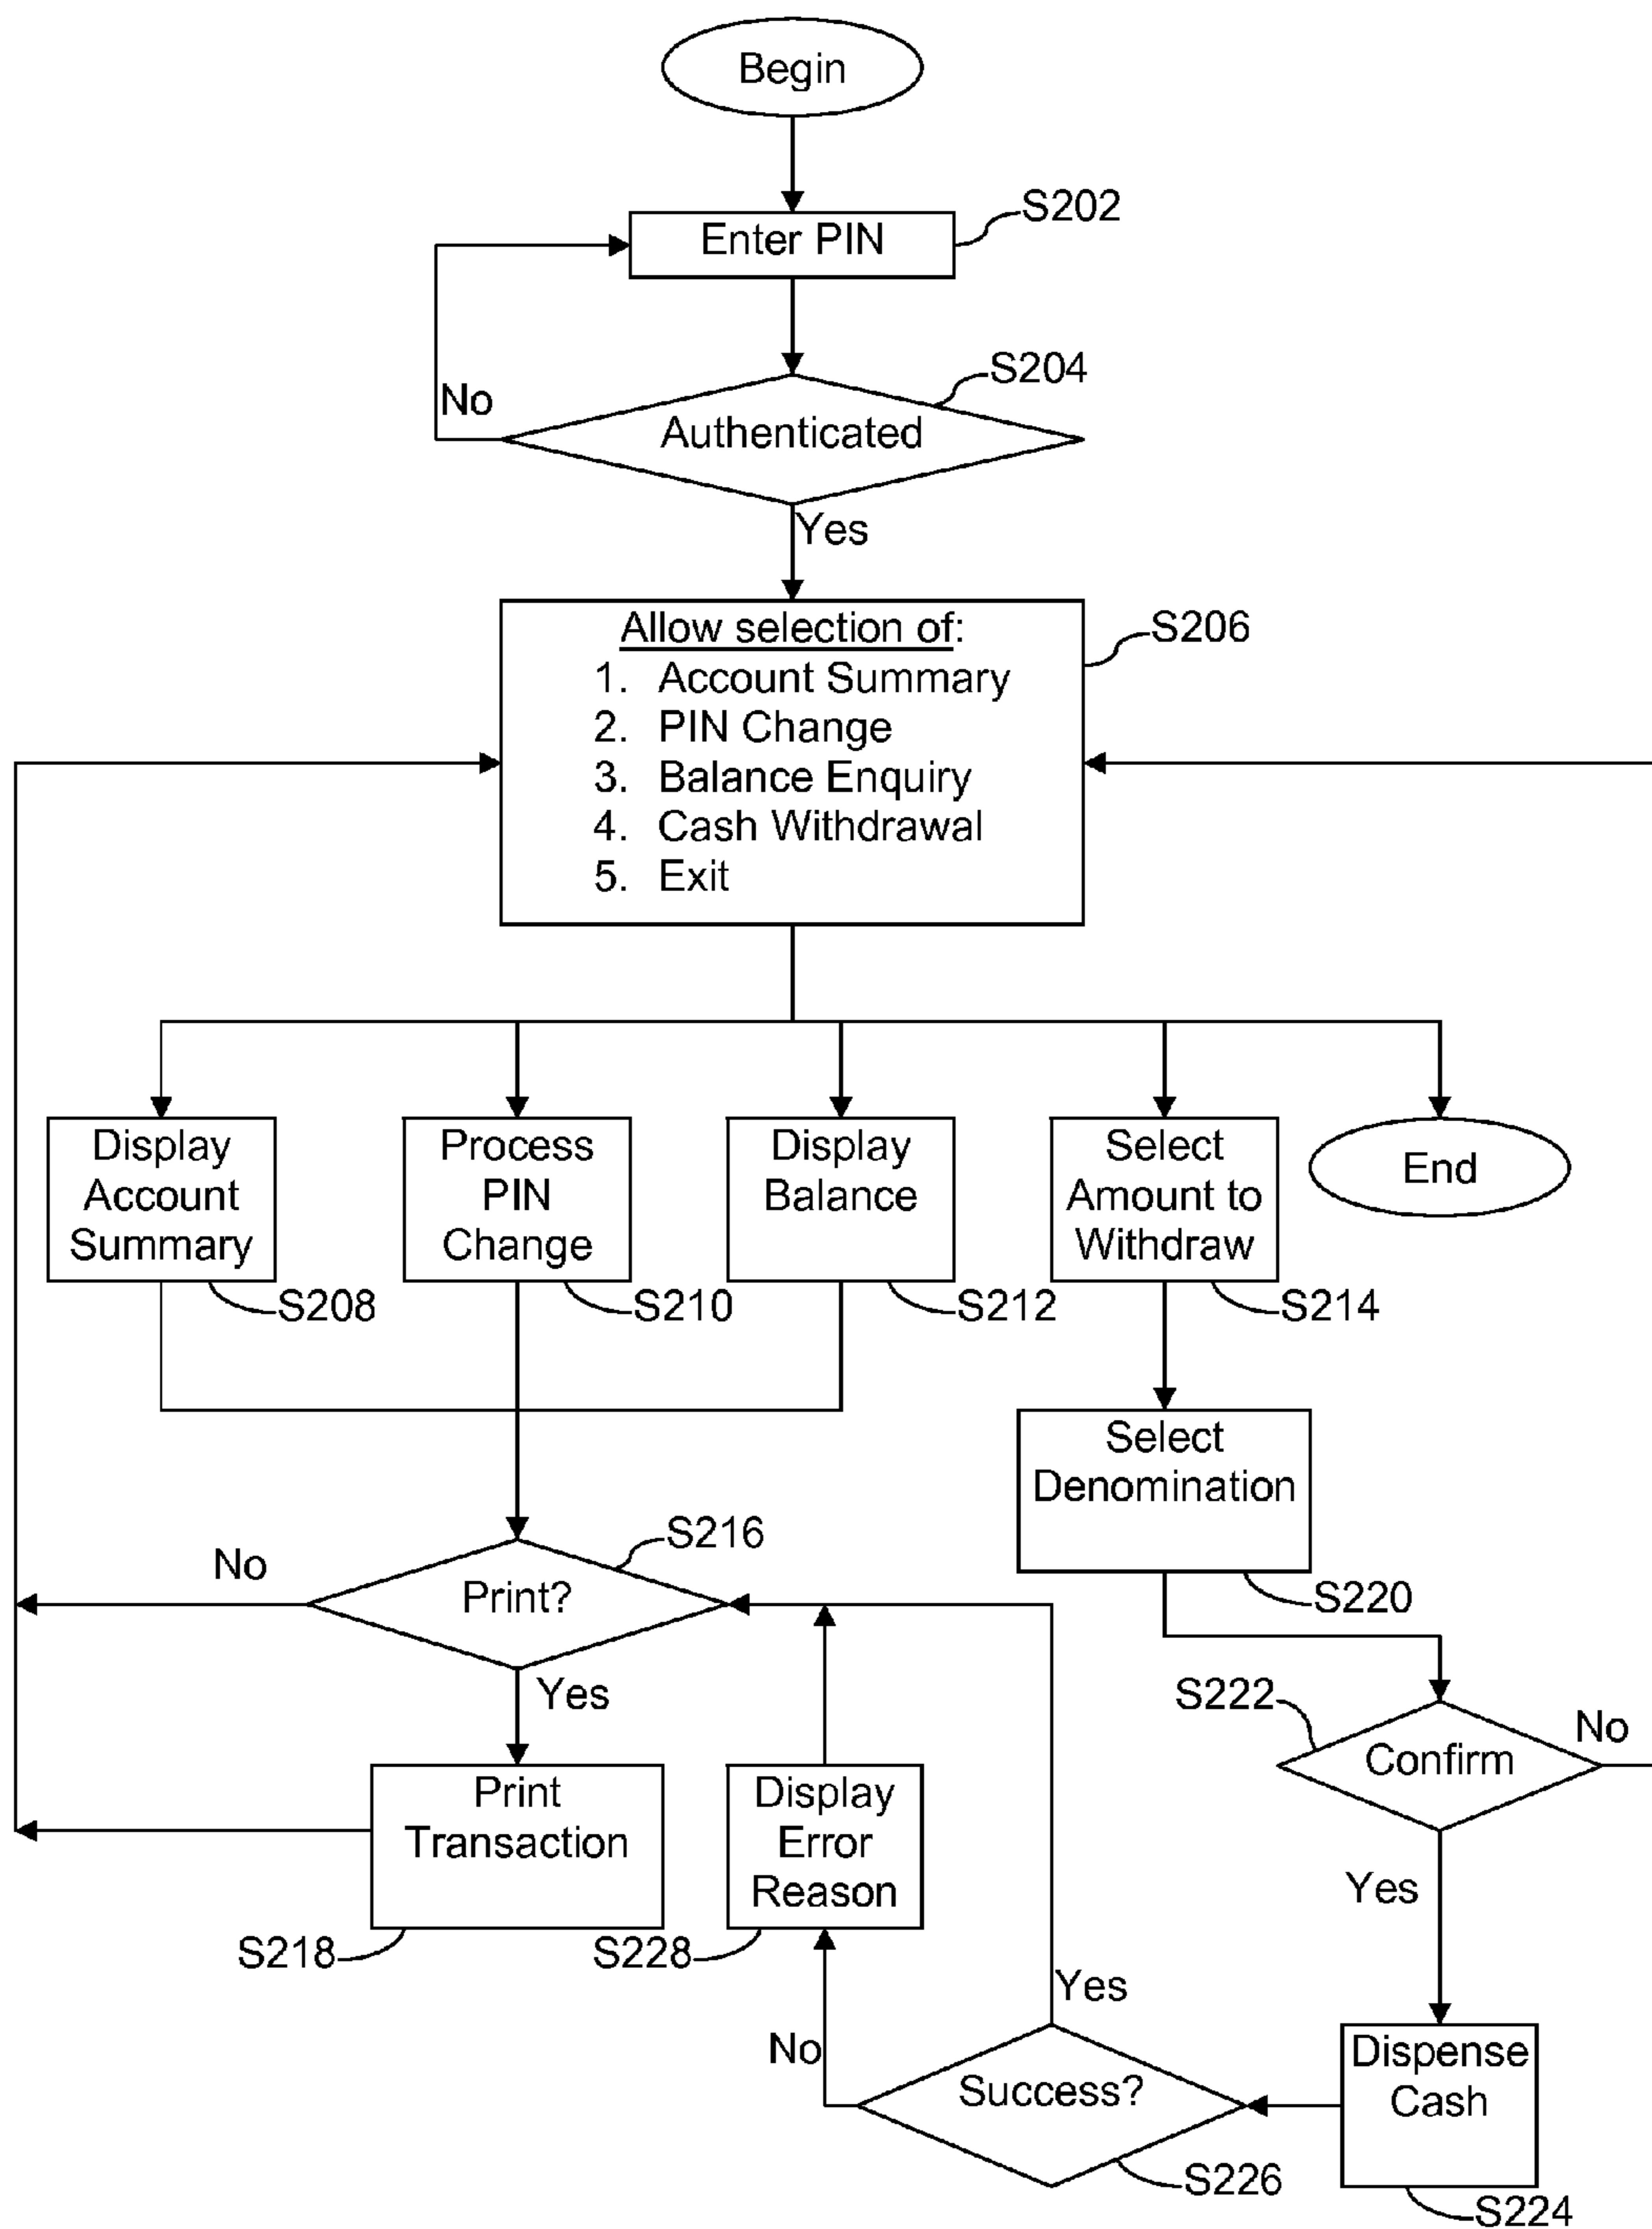 Begin
S202
Enter PIN
S204
No
Authenticated
Yes
Allow selection of:
S206
1. Account Summary
2. PIN Change
3. Balance Enquiry
4. Cash Withdrawal
5. Exit
Display
Account
Summary
S208
Process
PIN
Change
S210
Display
Balance
S212
Select
Amount to
Withdraw
S214
End
Select
Denomination
S220
S216
No
Print?
Yes
S222
No
Confirm
Yes
Print
Transaction
S218
Display
Error
Reason
S228
Yes
No
Success?
S226
Dispense
Cash
S224